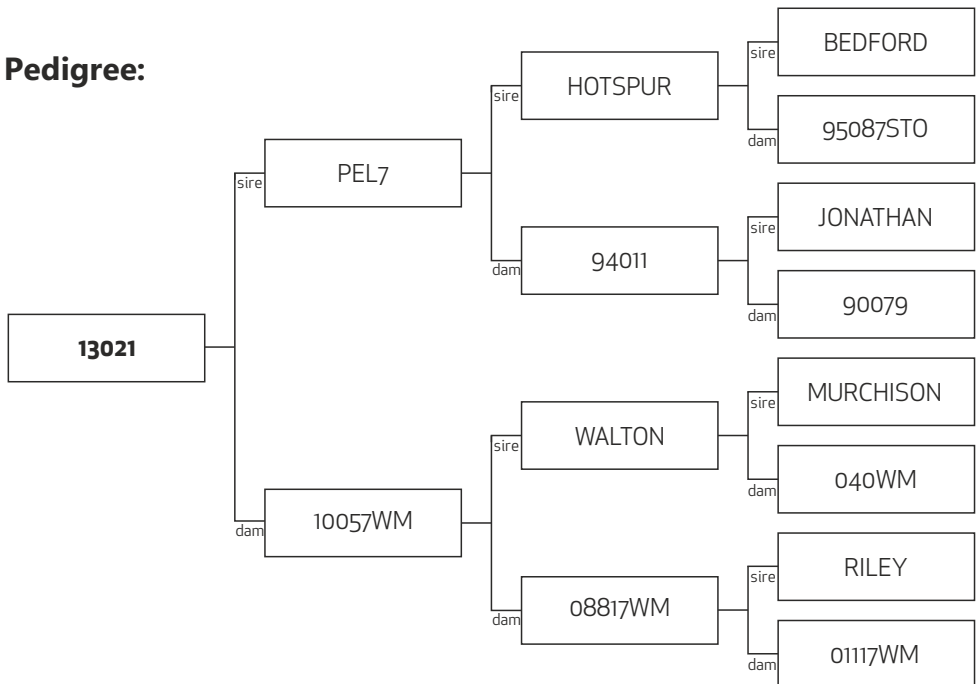 Pedigree:
sire
BEDFORD
sire
HOTSPUR
dam
95087STO
sire
PEL7
sire
JONATHAN
dam
94011
dam
90079
13021
sire
MURCHISON
sire
WALTON
dam
040WM
dam
10057WM
sire
RILEY
dam
08817WM
dam
01117WM